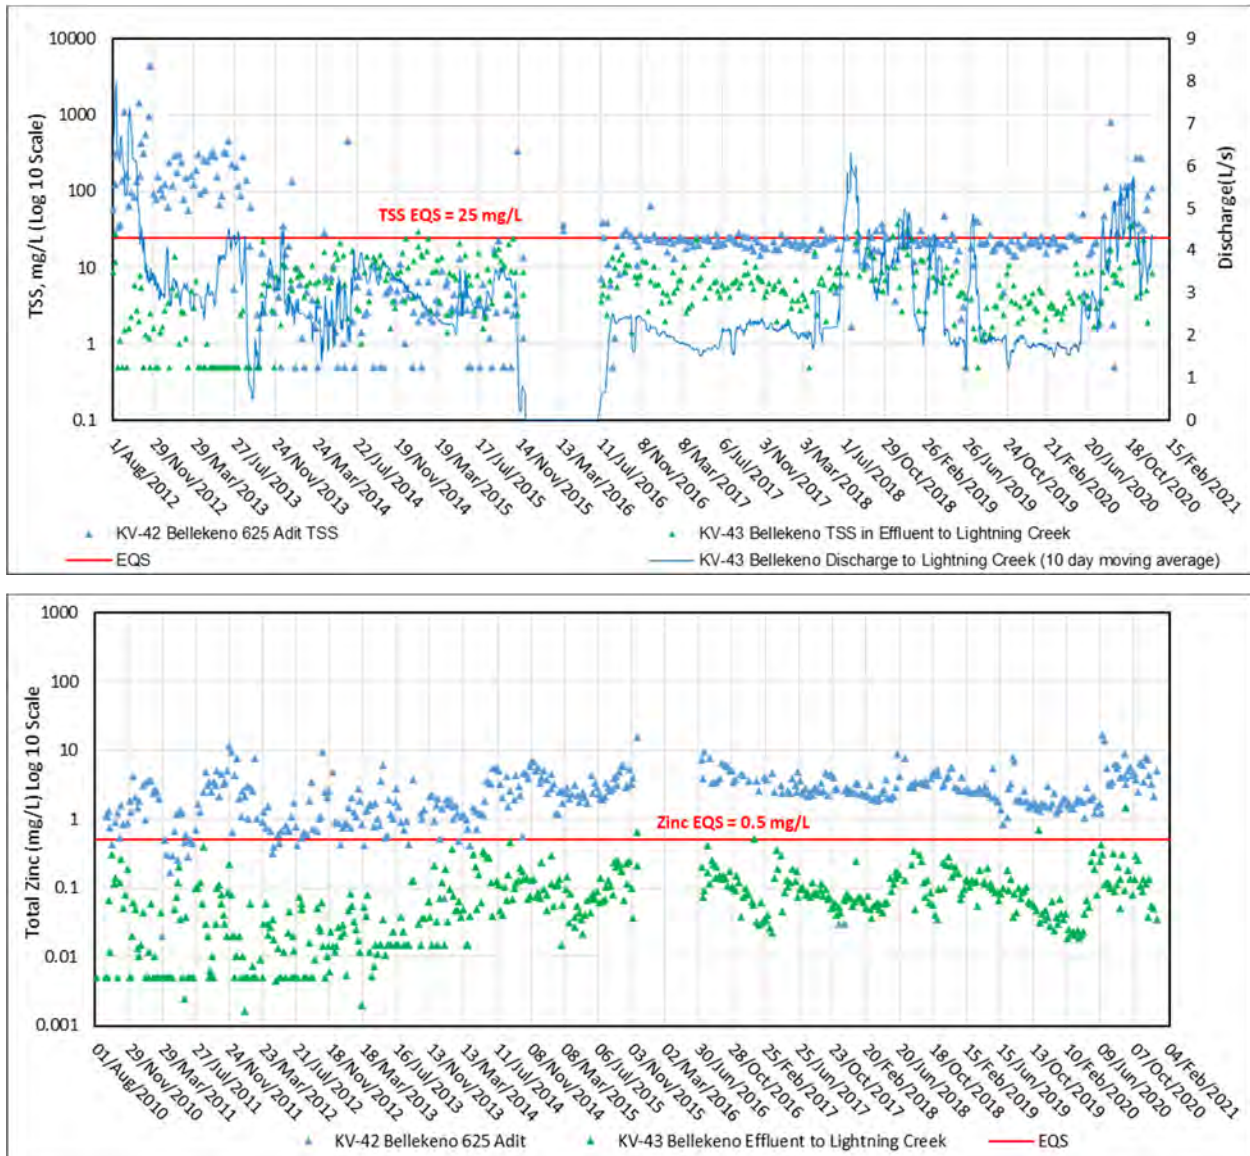 10000
1000
100
10
1
0.1
TSS, mg/L (Log 10 Scale)
TSS EQS = 25 mg/L
9
8
7
6
5
4
3
2
1
0
Discharge(L/s)
1/Aug/2012
29/Nov/2012
29/Mar/2013
27/Jul/2013
24/Nov/2013
24/Mar/2014
22/Jul/2014
19/Nov/2014
19/Mar/2015
17/Jul/2015
14/Nov/2015
13/Mar/2016
11/Jul/2016
8/Nov/2016
8/Mar/2017
6/Jul/2017
3/Nov/2017
3/Mar/2018
1/Jul/2018
29/Oct/2018
26/Feb/2019
26/Jun/2019
24/Oct/2019
21/Feb/2020
20/Jun/2020
18/Oct/2020
15/Feb/2021
KV-42 Bellekeno 625 Adit TSS
KV-43 Bellekeno TSS in Effluent to Lightning Creek
EQS
KV-43 Bellekeno Discharge to Lightning Creek (10 day moving average)
1000
100
10
1
0.1
0.01
0.001
Total Zinc (mg/L) Log 10 Scale
Zinc EQS = 0.5 mg/L
01/Aug/2010
29/Nov/2010
29/Mar/2011
27/Jul/2011
24/Nov/2011
23/Mar/2012
21/Jul/2012
18/Nov/2012
18/Mar/2013
16/Jul/2013
13/Nov/2013
13/Mar/2014
11/Jul/2014
08/Nov/2014
08/Mar/2015
06/Jul/2015
03/Nov/2015
02/Mar/2016
30/Jun/2016
28/Oct/2016
25/Feb/2017
25/Jun/2017
23/Oct/2017
20/Feb/2018
20/Jun/2018
18/Oct/2018
15/Feb/2019
15/Jun/2019
13/Oct/2019
10/Feb/2020
09/Jun/2020
07/Oct/2020
04/Feb/2021
KV-42 Bellekeno 625 Adit
KV-43 Bellekeno Effluent to Lightning Creek
EQS